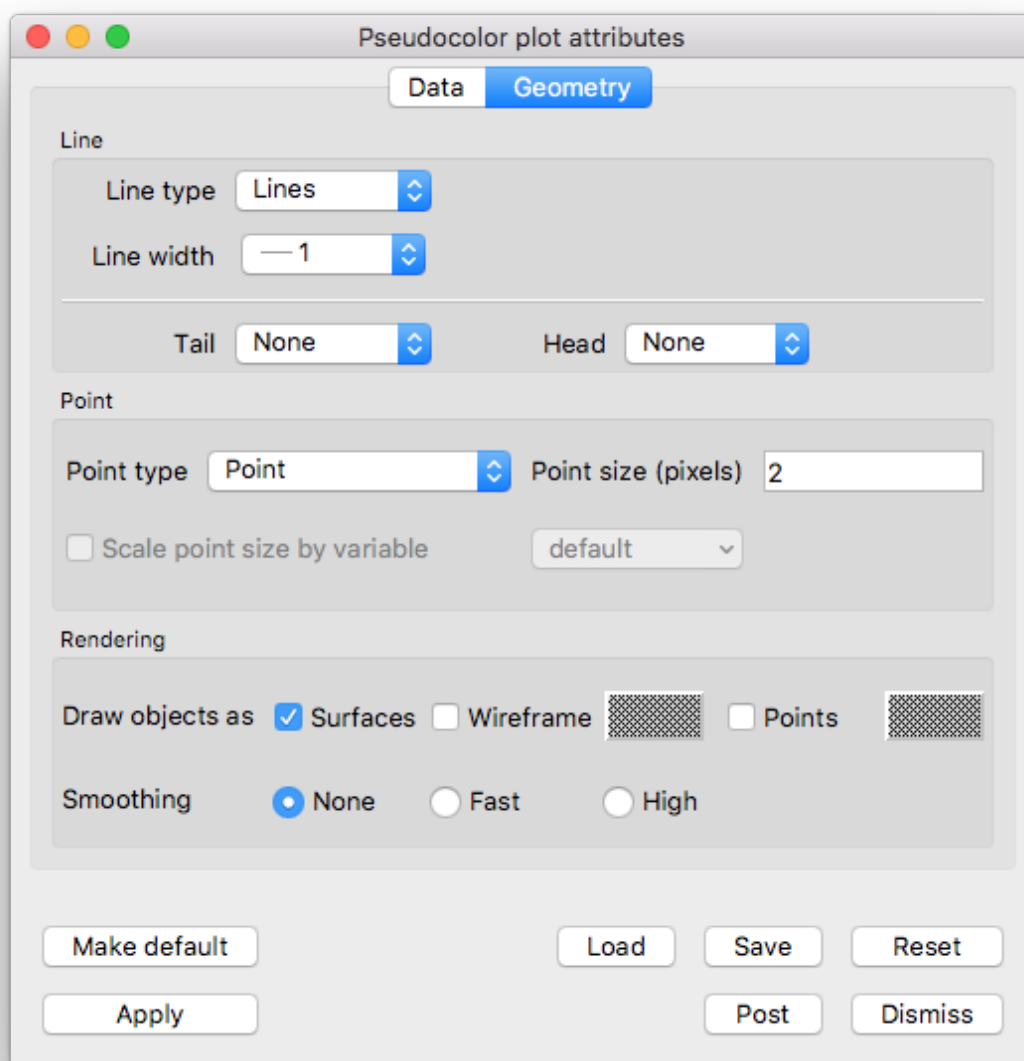 Pseudocolor plot attributes
Data Geometry
Line
Line type Lines
Line width 1
Tail None Head None
Point
Point type Point Point size (pixels) 2
Scale point size by variable default
Rendering
Draw objects as Surfaces Wireframe Points
Smoothing None Fast High
Make default Load Save Reset
Apply Post Dismiss